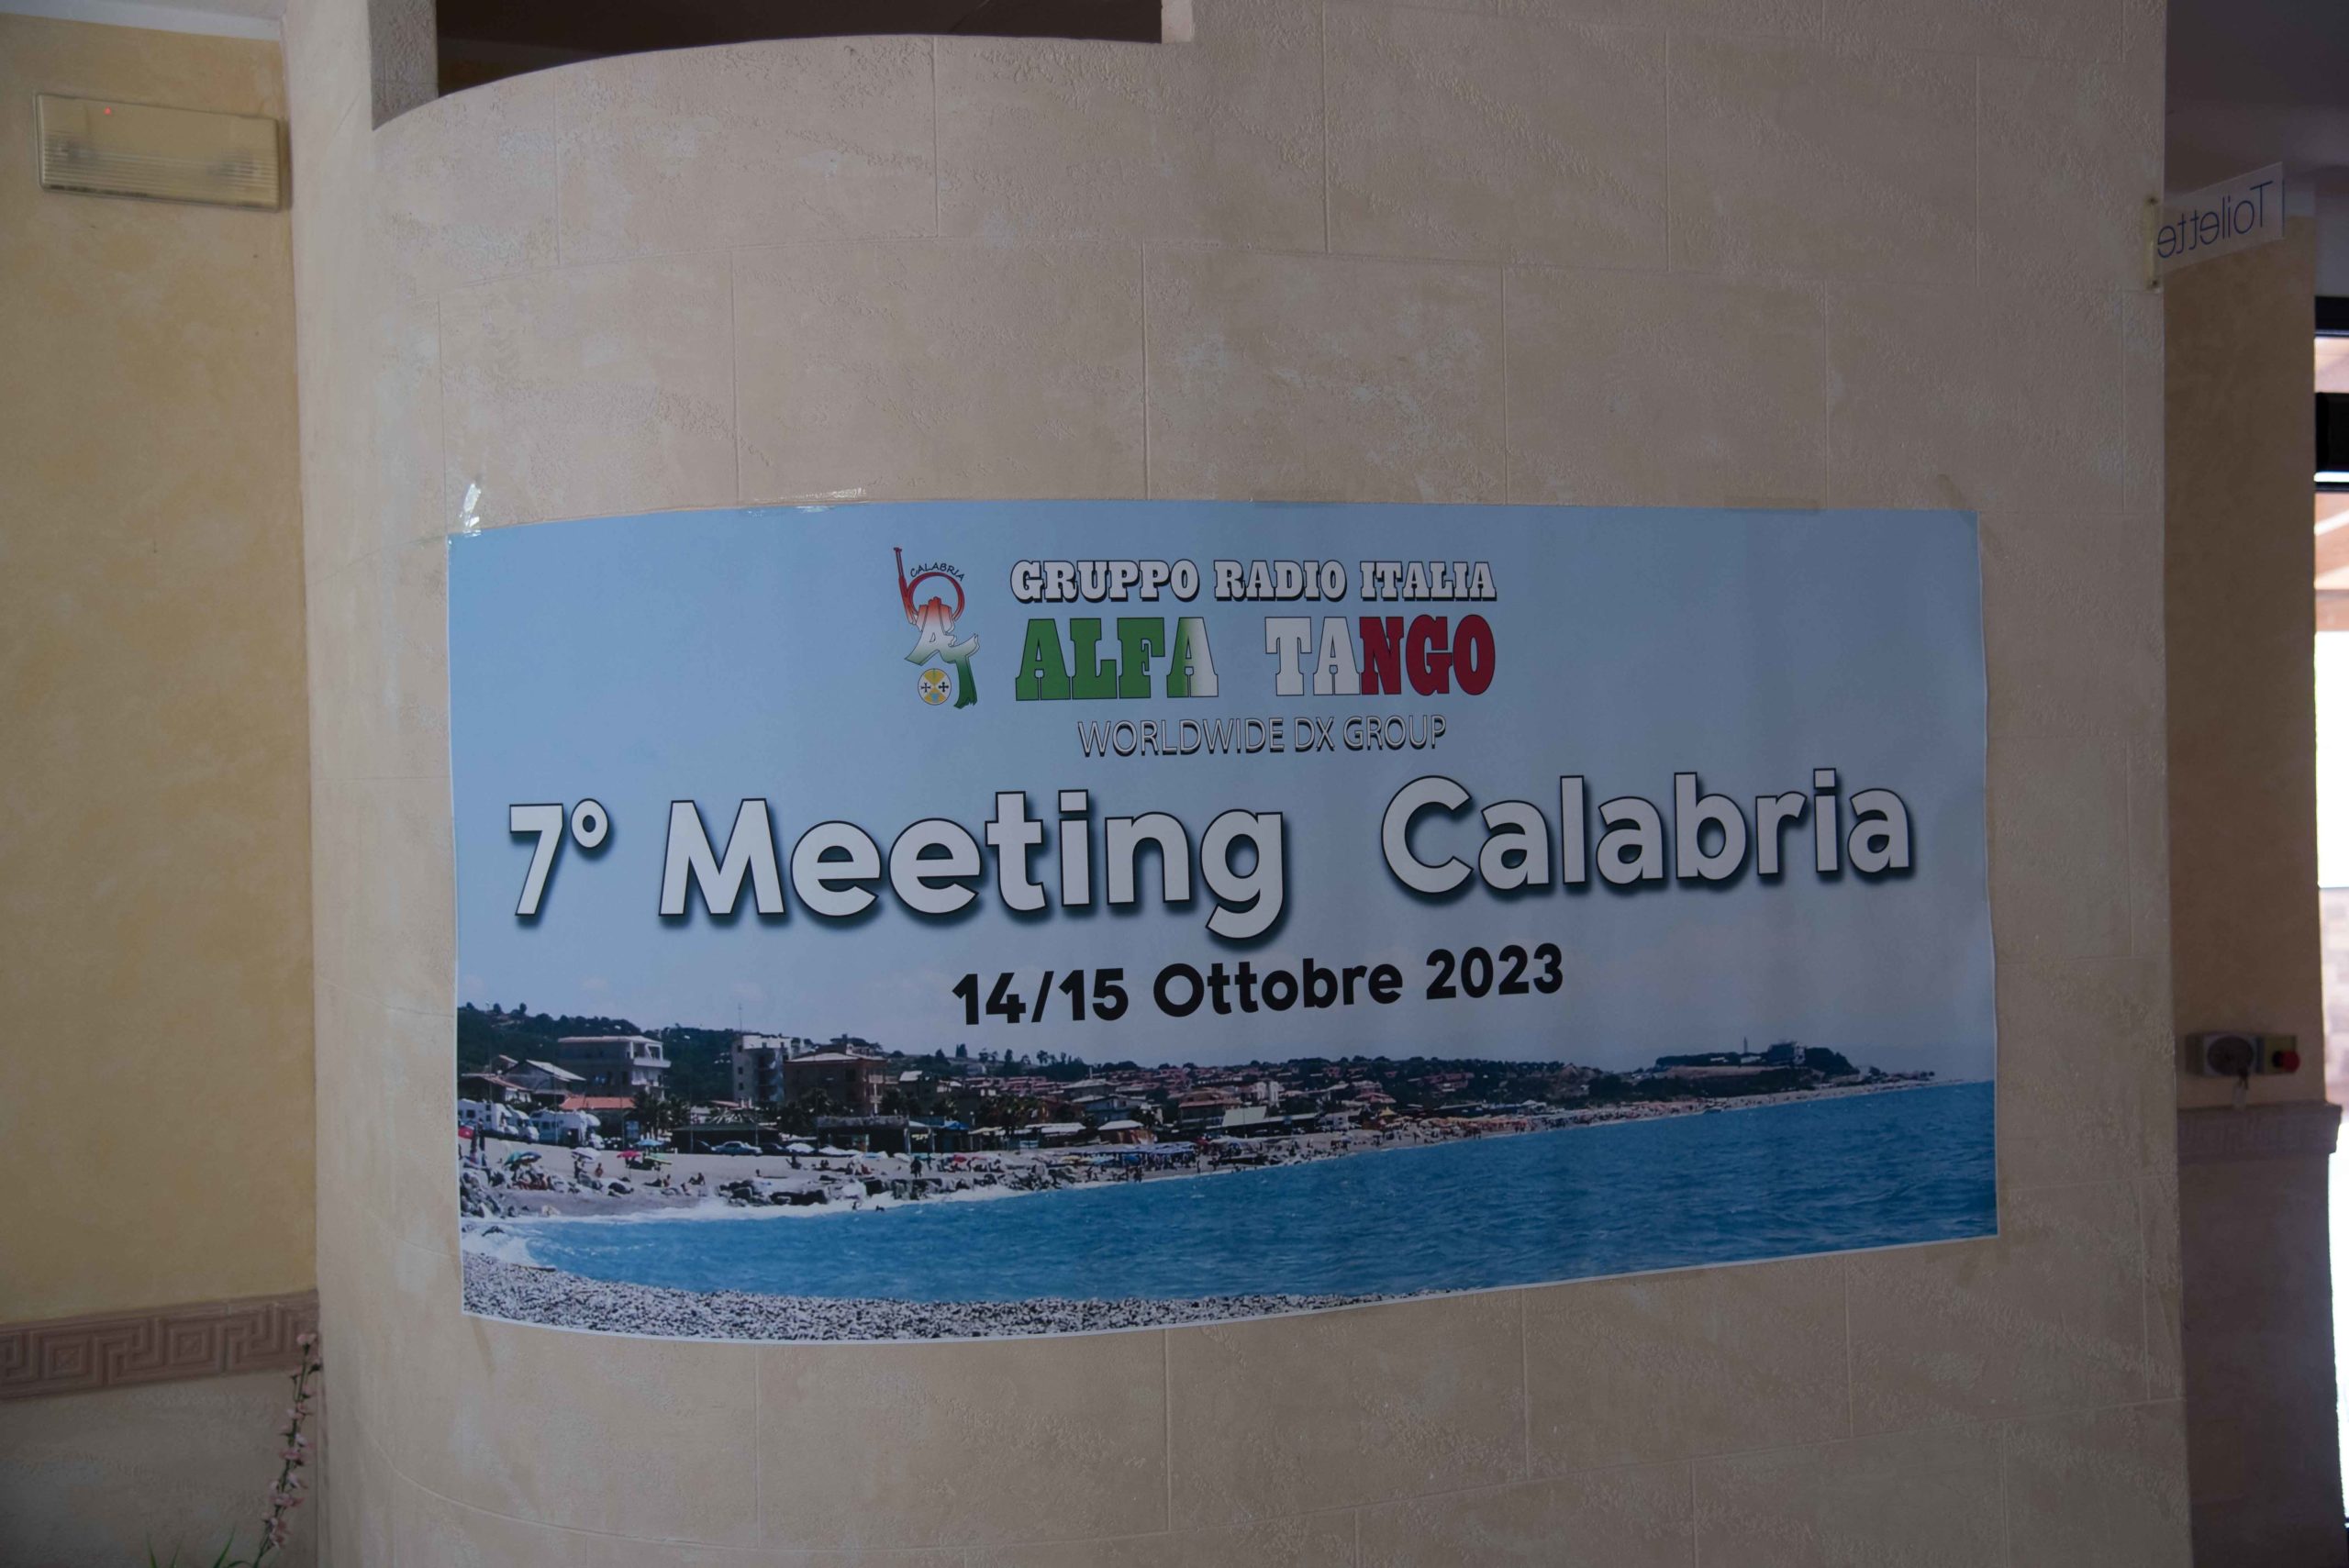 Toilette
CALABRIA
GRUPPO RADIO ITALIA
ALFA TANGO
WORLDWIDE DX GROUP
7° Meeting Calabria
14/15 Ottobre 2023